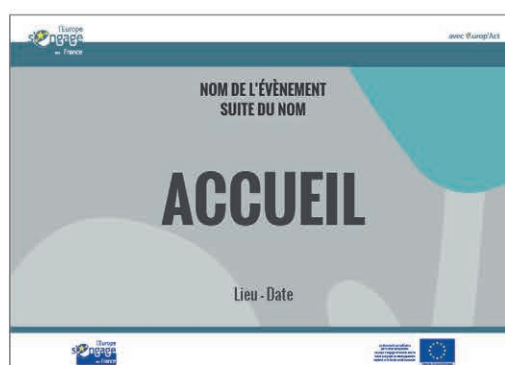 l'Europe
s'engage
en France
avec Europ'Act
NOM DE L'ÉVÈNEMENT
SUITE DU NOM
ACCUEIL
Lieu - Date
l'Europe
s'engage
en France